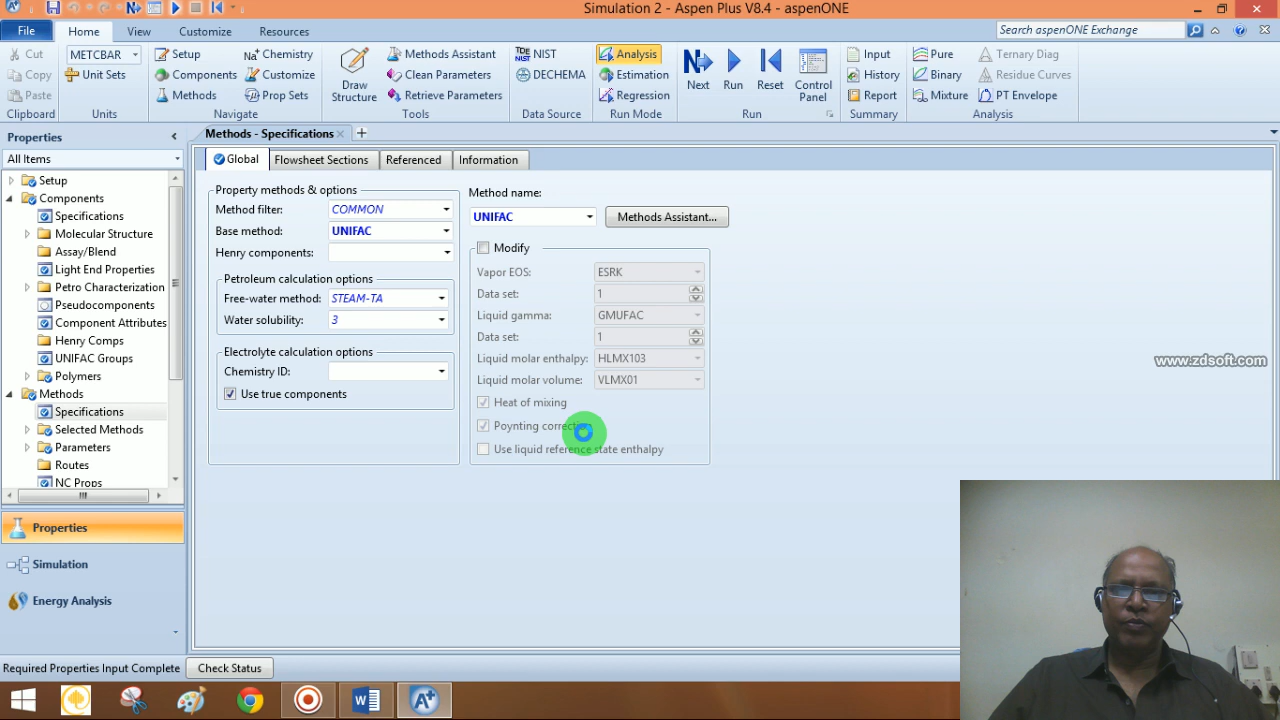 Simulation 2 - Aspen Plus V8.4 - aspenONE
File Home View Customize Resources Search aspenONE Exchange
Cut METCBAR Setup Chemistry Methods Assistant NIST Analysis Input Pure Ternary Diag
Copy Unit Sets Components Customize Clean Parameters DECHEMA Estimation History Binary Residue Curves
Paste Methods Prop Sets Draw Structure Retrieve Parameters Regression Next Run Reset Control Panel Report Mixture PT Envelope
Clipboard Units Navigate Tools Data Source Run Mode Run Summary Analysis
Properties
All Items
Setup
Components
Specifications
Molecular Structure
Assay/Blend
Light End Properties
Petro Characterization
Pseudocomponents
Component Attributes
Henry Comps
UNIFAC Groups
Polymers
Methods
Specifications
Selected Methods
Parameters
Routes
NC Props
Properties
Simulation
Energy Analysis
Methods - Specifications
Global Flowsheet Sections Referenced Information
Property methods & options
Method filter: COMMON
Base method: UNIFAC
Henry components:
Petroleum calculation options
Free-water method: STEAM-TA
Water solubility: 3
Electrolyte calculation options
Chemistry ID:
Use true components
Method name:
UNIFAC Methods Assistant...
Modify
Vapor EOS: ESRK
Data set: 1
Liquid gamma: GMUFAC
Data set: 1
Liquid molar enthalpy: HLMX103
Liquid molar volume: VLMX01
Heat of mixing
Poynting correction
Use liquid reference state enthalpy
www.zdsoft.com
Required Properties Input Complete Check Status